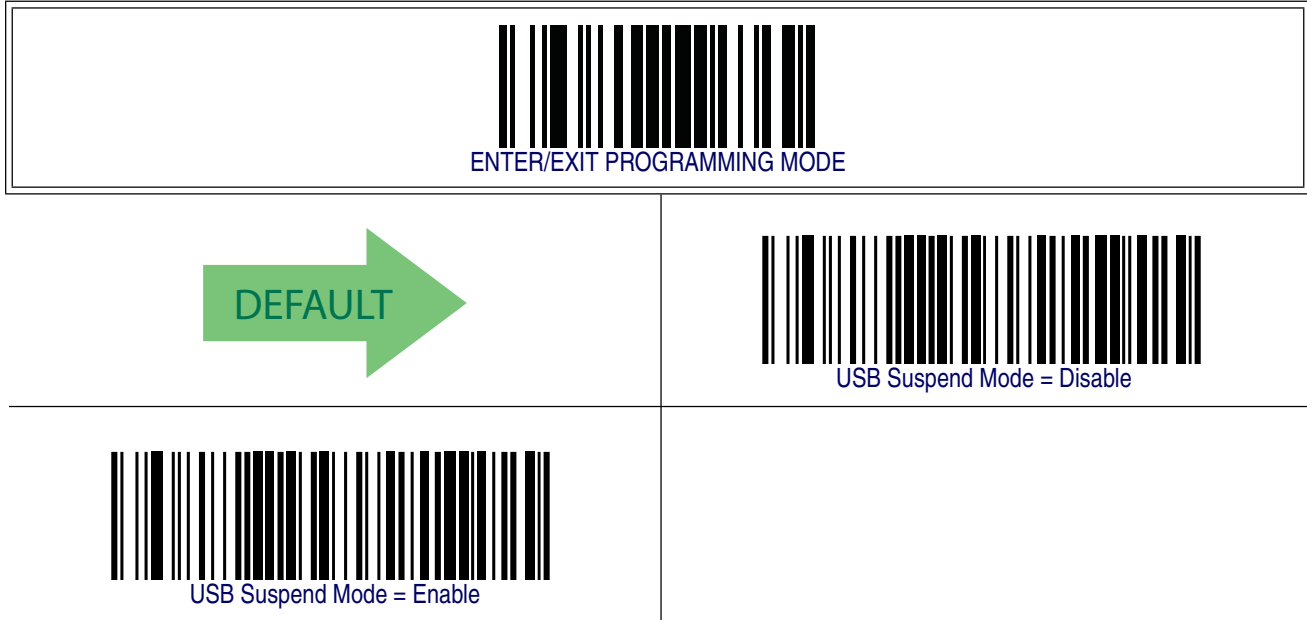 ENTER/EXIT PROGRAMMING MODE
DEFAULT
USB Suspend Mode = Disable
USB Suspend Mode = Enable